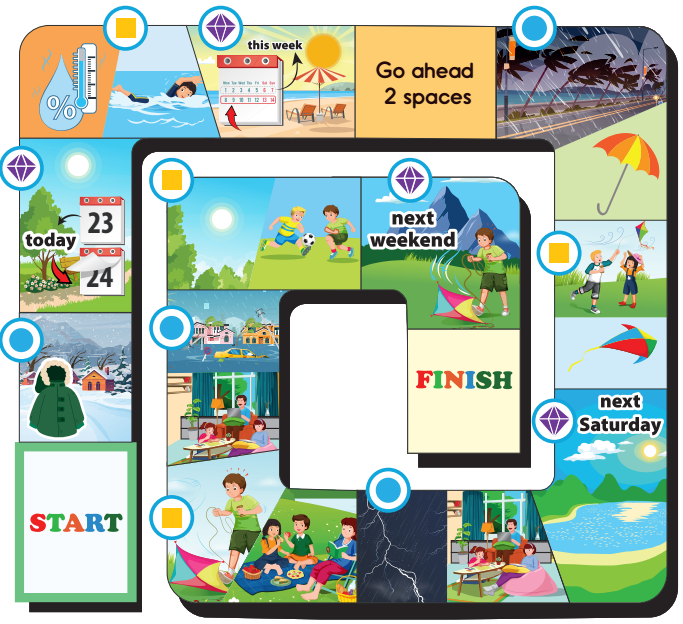 START
today
23
24
%
this week
Go ahead
2 spaces
next
Saturday
next
weekend
FINISH